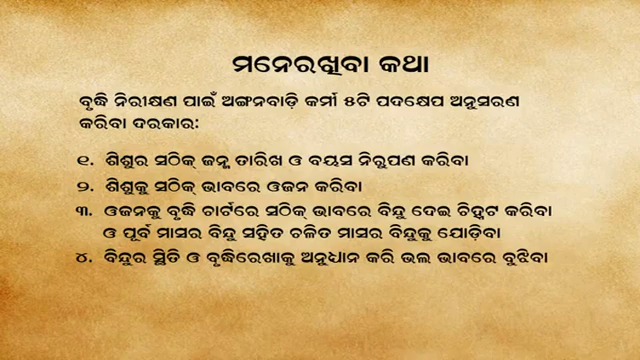 ମନେରଖିବା କଥା
ବୃଦ୍ଧି ନିରୀକ୍ଷଣ ପାଇଁ ଅଙ୍ଗନବାଡ଼ି କର୍ମୀ ୫ଟି ପଦକ୍ଷେପ ଅନୁସରଣ
କରିବା ଦରକାର:
୧. ଶିଶୁର ସଠିକ୍ ଜନ୍ମ ତାରିଖ ଓ ବୟସ ନିରୁପଣ କରିବା
୨. ଶିଶୁକୁ ସଠିକ୍ ଭାବରେ ଓଜନ କରିବା
୩. ଓଜନକୁ ବୃଦ୍ଧି ଚାର୍ଟରେ ସଠିକ୍ ଭାବରେ ବିନ୍ଦୁ ଦେଇ ଚିହ୍ନଟ କରିବା
ଓ ପୂର୍ବ ମାସର ବିନ୍ଦୁ ସହିତ ଚଳିତ ମାସର ବିନ୍ଦୁକୁ ଯୋଡ଼ିବା
୪. ବିନ୍ଦୁର ସ୍ଥିତି ଓ ବୃଦ୍ଧିରେଖାକୁ ଅନୁଧ୍ୟାନ କରି ଭଲ ଭାବରେ ବୁଝିବା